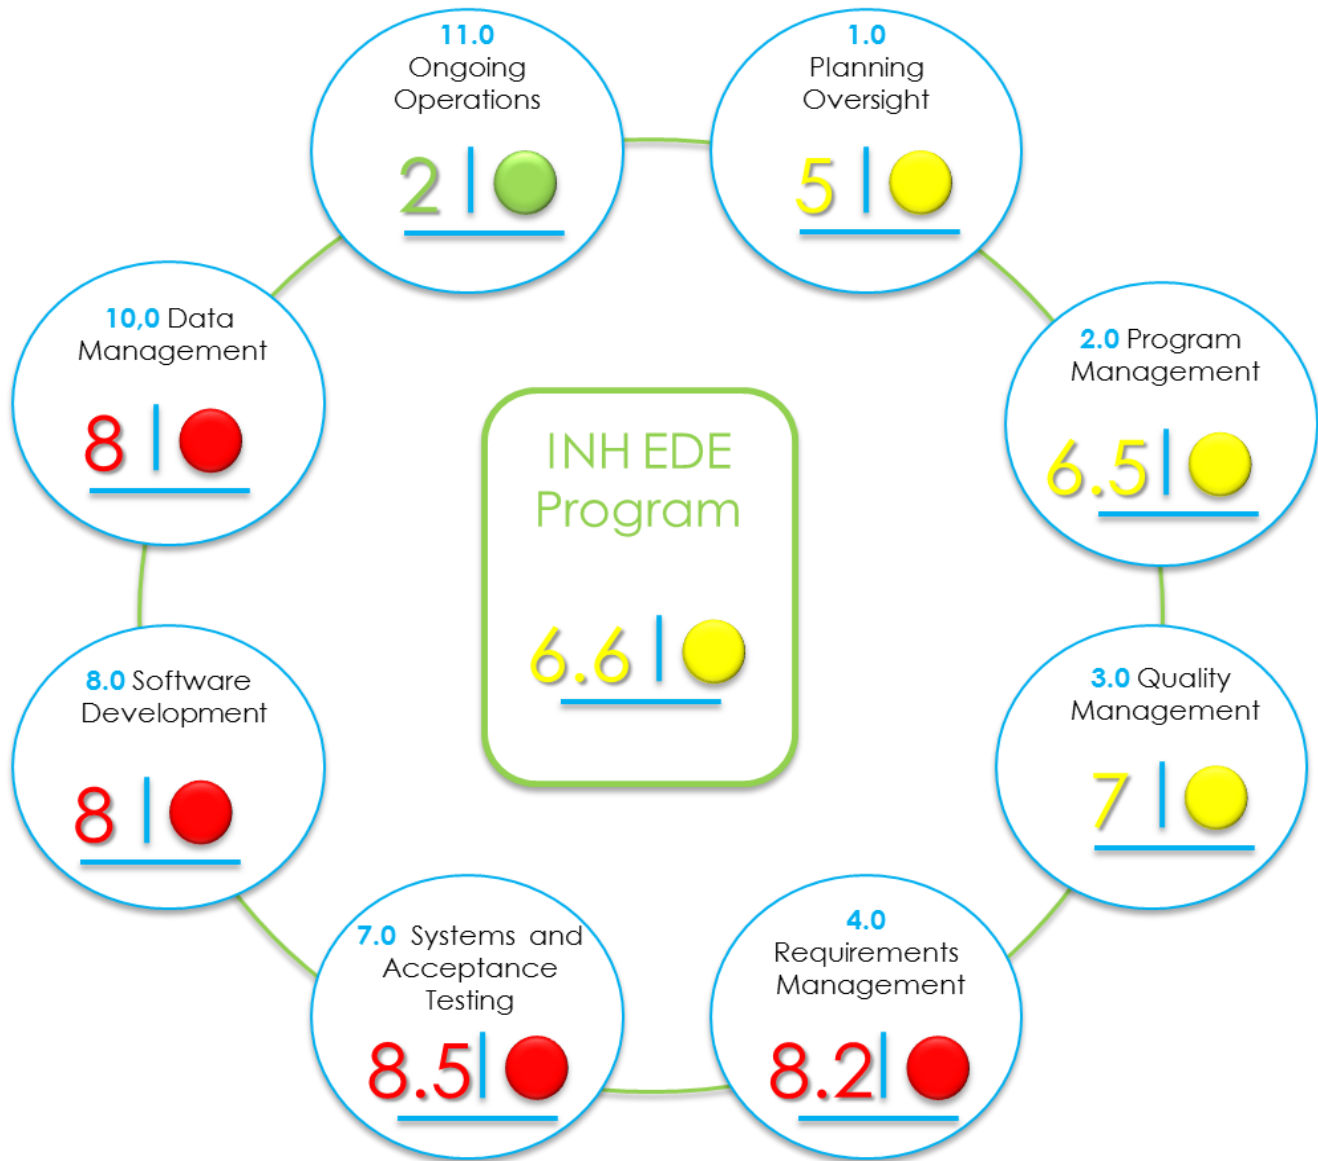 11.0
Ongoing
Operations
2
1.0
Planning
Oversight
5
2.0 Program
Management
6.5
3.0 Quality
Management
7
4.0
Requirements
Management
8.2
7.0 Systems and
Acceptance
Testing
8.5
8.0 Software
Development
8
10,0 Data
Management
8
INH EDE
Program
6.6